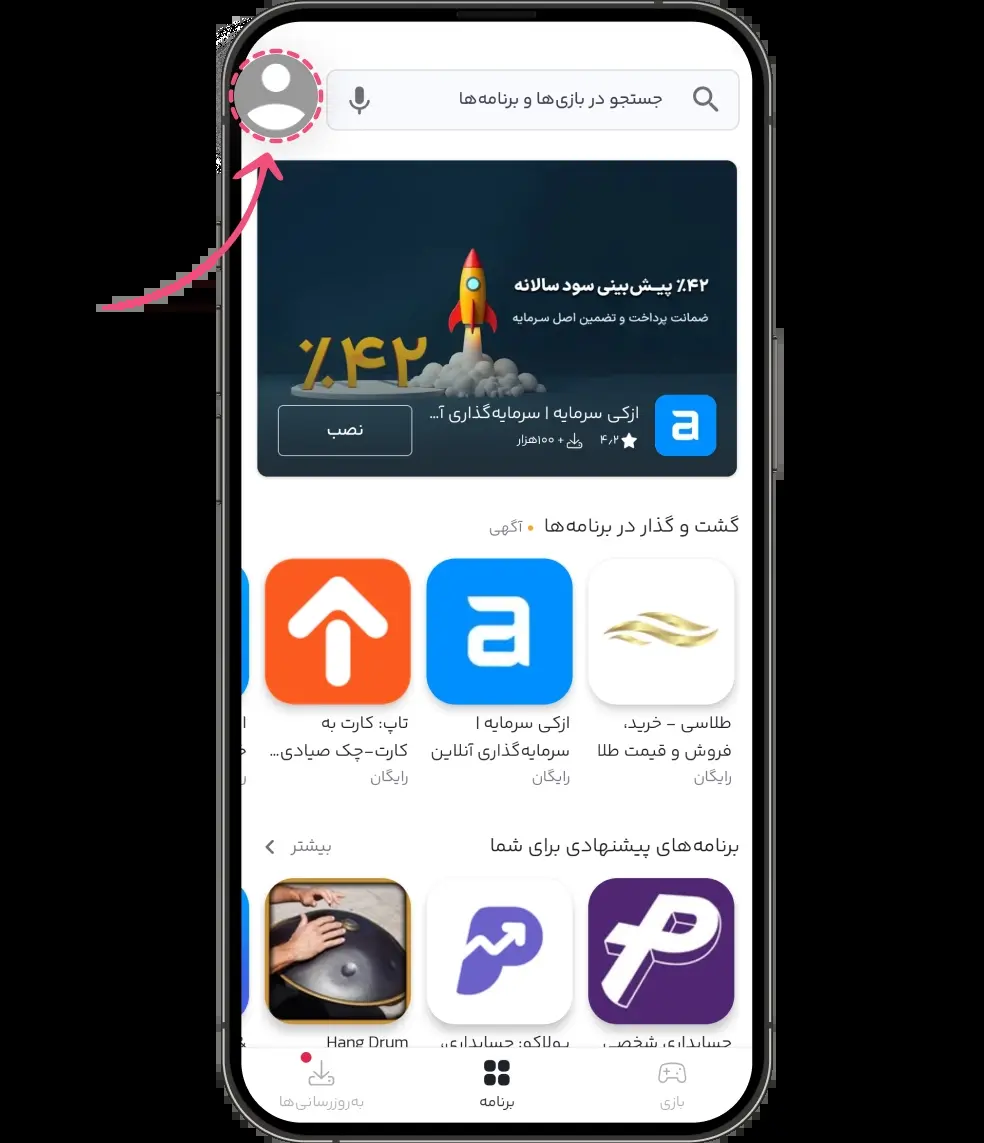 جستجو در بازی‌ها و برنامه‌ها
۴۲٪ پیش‌بینی سود سالانه
ضمانت پرداخت و تضمین اصل سرمایه
۴۲٪
ازکی سرمایه | سرمایه‌گذاری آ...
۴٫۲
+ ۱۰۰هزار
نصب
گشت و گذار در برنامه‌ها • آگهی
طلاسی - خرید،
فروش و قیمت طلا
رایگان
ازکی سرمایه |
سرمایه‌گذاری آنلاین
رایگان
تاپ: کارت به
کارت-چک صیادی...
رایگان
برنامه‌های پیشنهادی برای شما
بیشتر
حسابداری شخصی
پولاکو: حسابداری،
Hang Drum
بازی
برنامه
به‌روزرسانی‌ها